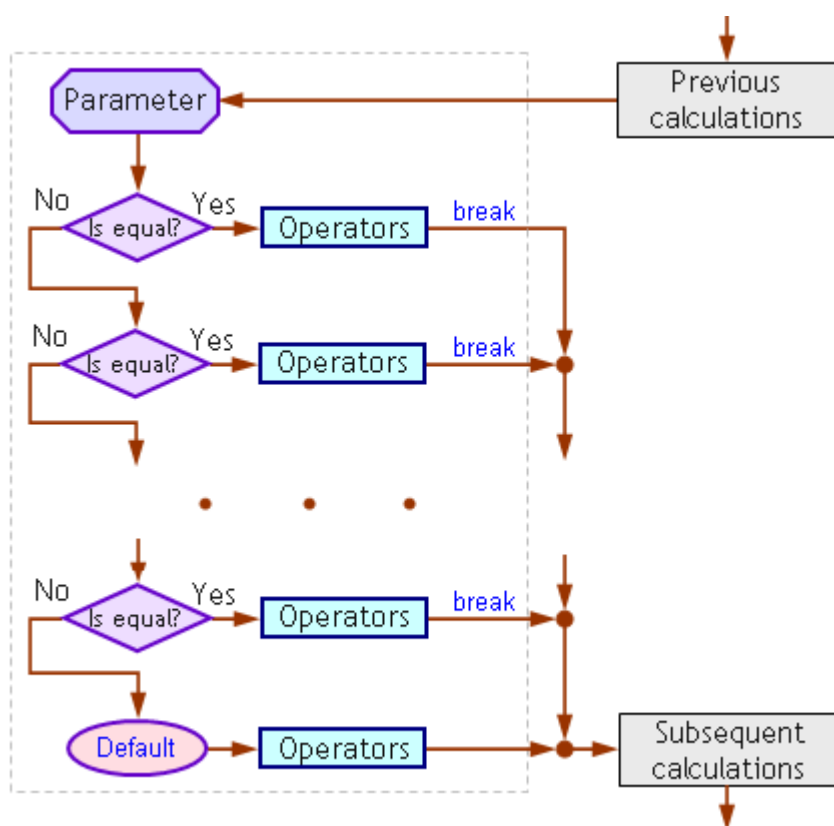 Previous
calculations
Parameter
No
Yes
Is equal?
Operators
break
No
Yes
Is equal?
Operators
break
No
Yes
Is equal?
Operators
break
Default
Operators
Subsequent
calculations